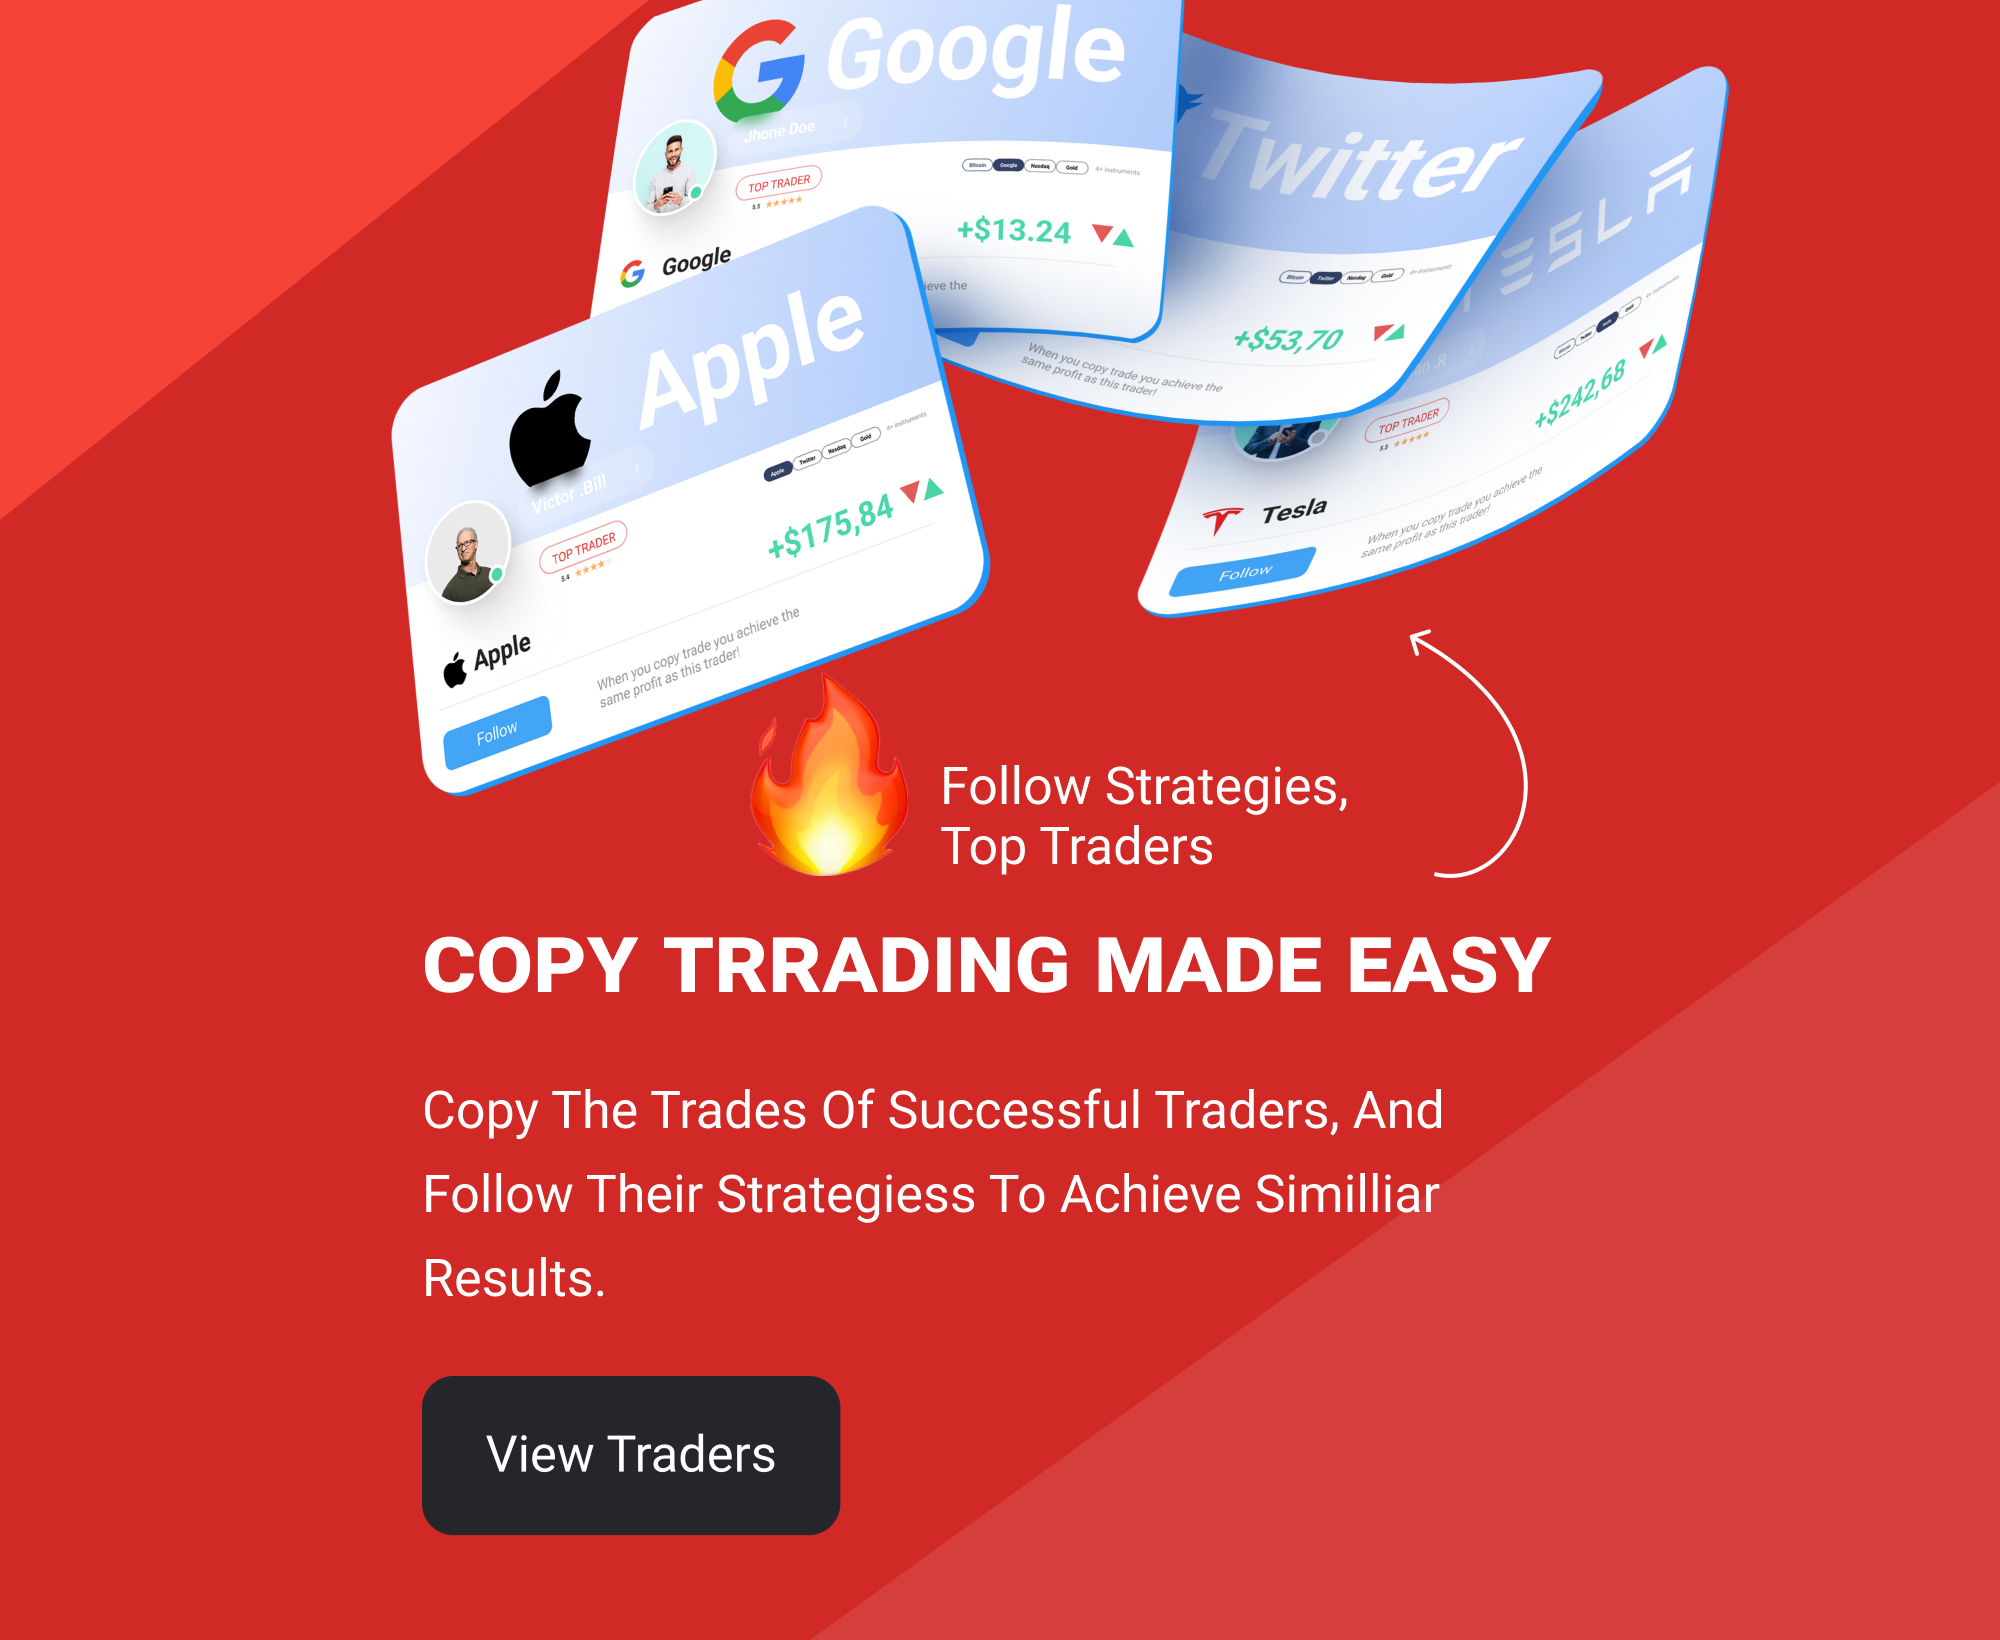 Google
Jhone Doe
TOP TRADER
5.5
Bitcoin Google Nasdaq Gold 4+ instruments
+$13.24
Google
ieve the
Twitter
Bitcoin Twitter Nasdaq Gold 4+ instruments
+$53,70
When you copy trade you achieve the
same profit as this trader!
ESLA
an .R
TOP TRADER
5.5
Bitcoin Twitter Gold 4+ instruments
+$242,68
Tesla
Follow
When you copy trade you achieve the
same profit as this trader!
Apple
Victor .Bill
TOP TRADER
5.4
Apple Twitter Nasdaq Gold 4+ instruments
+$175,84
Apple
Follow
When you copy trade you achieve the
same profit as this trader!
Follow Strategies,
Top Traders
COPY TRRADING MADE EASY
Copy The Trades Of Successful Traders, And
Follow Their Strategiess To Achieve Similliar
Results.
View Traders